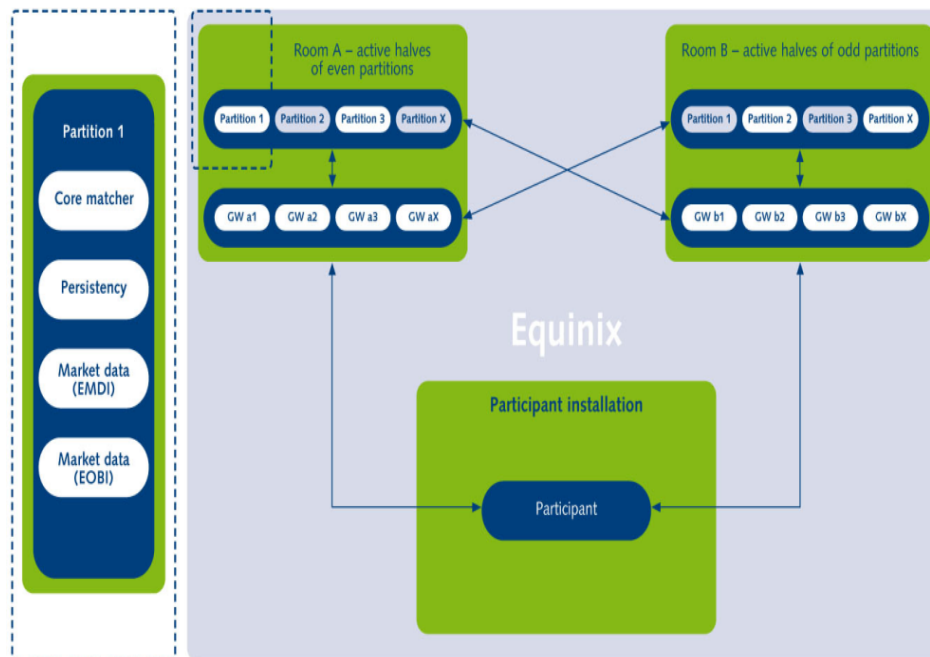 Partition 1
Core matcher
Persistency
Market data
(EMDI)
Market data
(EOBI)
Room A – active halves
of even partitions
Partition 1
Partition 2
Partition 3
Partition X
GW a1
GW a2
GW a3
GW aX
Room B – active halves of odd partitions
Partition 1
Partition 2
Partition 3
Partition X
GW b1
GW b2
GW b3
GW bX
Equinix
Participant installation
Participant